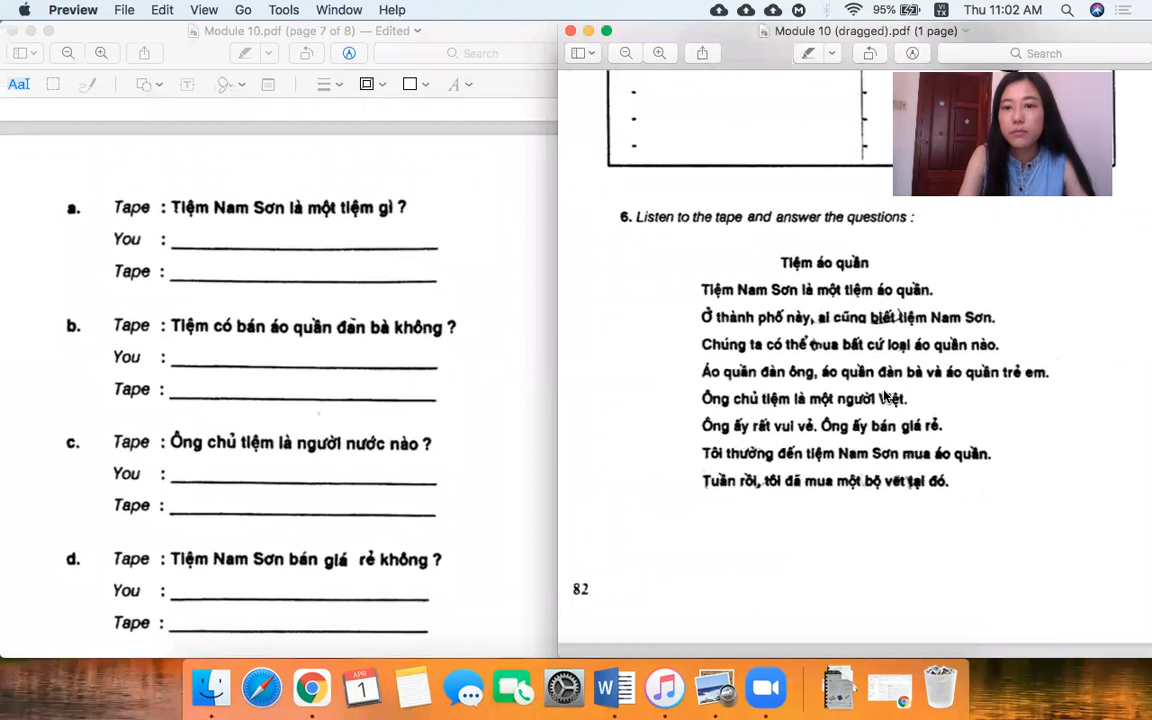 Preview File Edit View Go Tools Window Help
95% Thu 11:02 AM
Module 10.pdf (page 7 of 8) — Edited
Search
a. Tape : Tiệm Nam Sơn là một tiệm gì ?
You :
Tape :
b. Tape : Tiệm có bán áo quần đàn bà không ?
You :
Tape :
c. Tape : Ông chủ tiệm là người nước nào ?
You :
Tape :
d. Tape : Tiệm Nam Sơn bán giá rẻ không ?
You :
Tape :
Module 10 (dragged).pdf (1 page)
Search
6. Listen to the tape and answer the questions :
Tiệm áo quần
Tiệm Nam Sơn là một tiệm áo quần.
Ở thành phố này, ai cũng biết tiệm Nam Sơn.
Chúng ta có thể mua bất cứ loại áo quần nào.
Áo quần đàn ông, áo quần đàn bà và áo quần trẻ em.
Ông chủ tiệm là một người Việt.
Ông ấy rất vui vẻ. Ông ấy bán giá rẻ.
Tôi thường đến tiệm Nam Sơn mua áo quần.
Tuần rồi, tôi đã mua một bộ vét tại đó.
82
APR
1